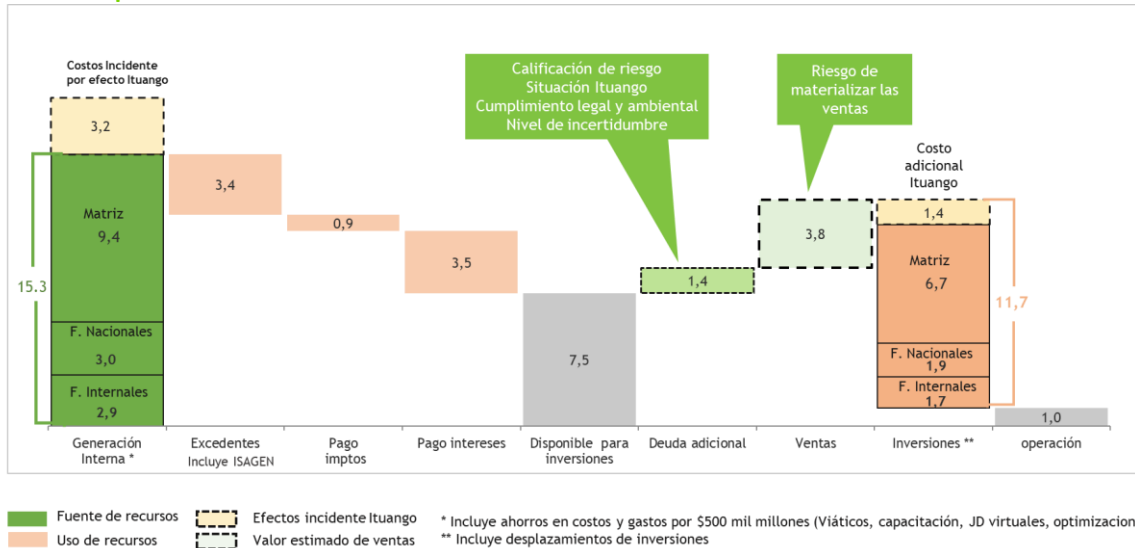 Costos Incidente
por efecto Ituango
3,2
Matriz
9,4
15.3
F. Nacionales
3,0
F. Internales
2,9
3,4
0,9
3,5
7,5
Calificación de riesgo
Situación Ituango
Cumplimiento legal y ambiental
Nivel de incertidumbre
1,4
Riesgo de
materializar las
ventas
3,8
Costo
adicional
Ituango
1,4
Matriz
6,7
11,7
F. Nacionales
1,9
F. Internales
1,7
1,0
Generación
Interna *
Excedentes
Incluye ISAGEN
Pago
imptos
Pago intereses
Disponible para
inversiones
Deuda adicional
Ventas
Inversiones **
operación
Fuente de recursos
Uso de recursos
Efectos incidente Ituango
Valor estimado de ventas
* Incluye ahorros en costos y gastos por $500 mil millones (Viáticos, capacitación, JD virtuales, optimizacion
** Incluye desplazamientos de inversiones